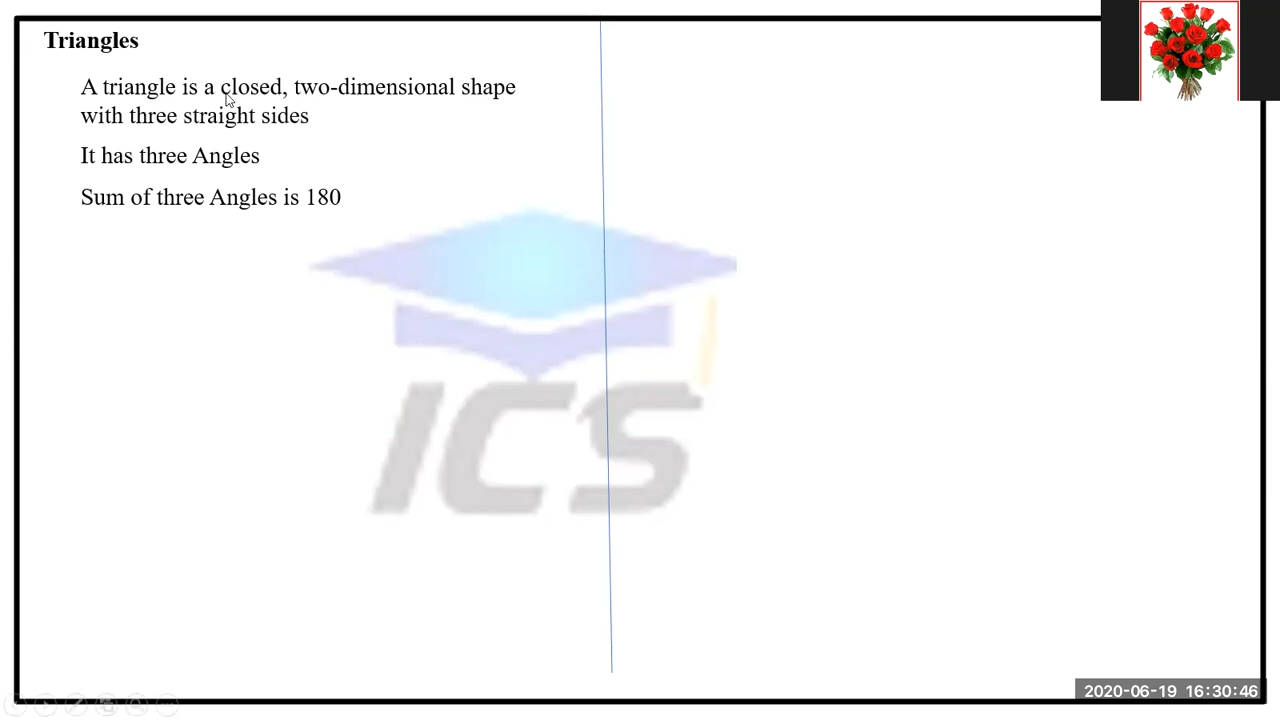 Triangles
A triangle is a closed, two-dimensional shape
with three straight sides
It has three Angles
Sum of three Angles is 180
ICS
2020-06-19 16:30:46